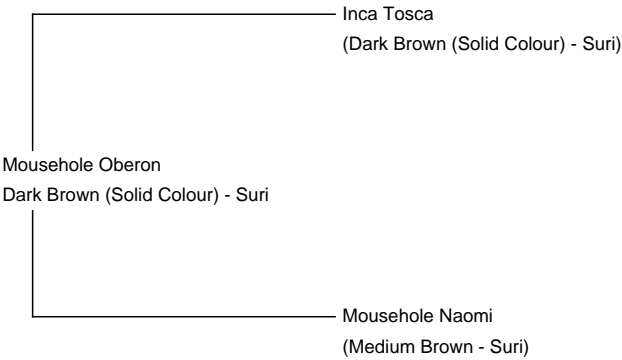 Inca Tosca
(Dark Brown (Solid Colour) - Suri)
Mousehole Oberon
Dark Brown (Solid Colour) - Suri
Mousehole Naomi
(Medium Brown - Suri)